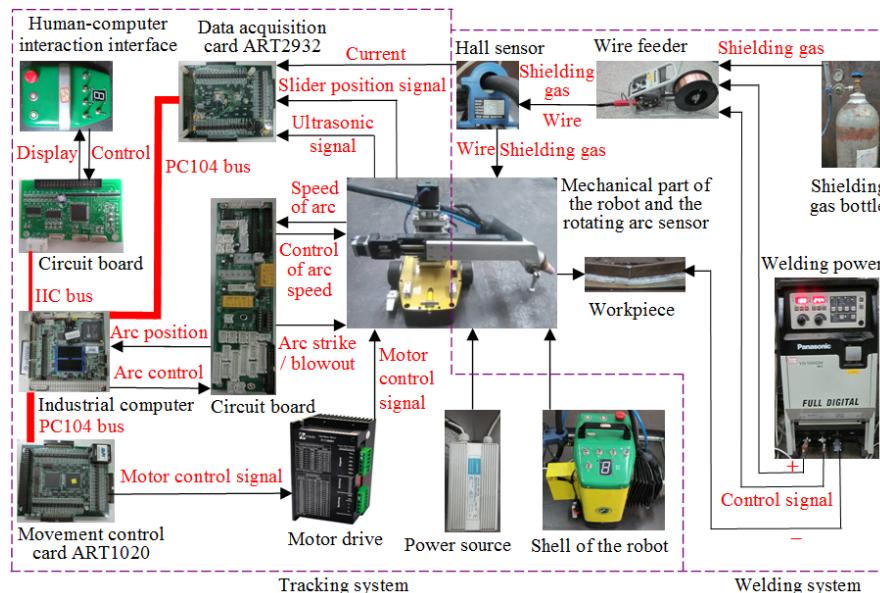 Human-computer
interaction interface
Data acquisition
card ART2932
Current
Hall sensor
Wire feeder
Shielding gas
Slider position signal
Shielding
gas
Ultrasonic
signal
Wire
Display
Control
PC104 bus
Wire
Shielding gas
Speed
of arc
Mechanical part of
the robot and the
rotating arc sensor
Shielding
gas bottle
Circuit board
Control
of arc
speed
Welding power
IIC bus
Workpiece
Arc position
Arc strike
/ blowout
Motor
control
signal
Panasonic
Arc control
FULL DIGITAL
Industrial computer
Circuit board
PC104 bus
Motor control signal
+
Control signal
−
Movement control
card ART1020
Motor drive
Power source
Shell of the robot
Tracking system
Welding system